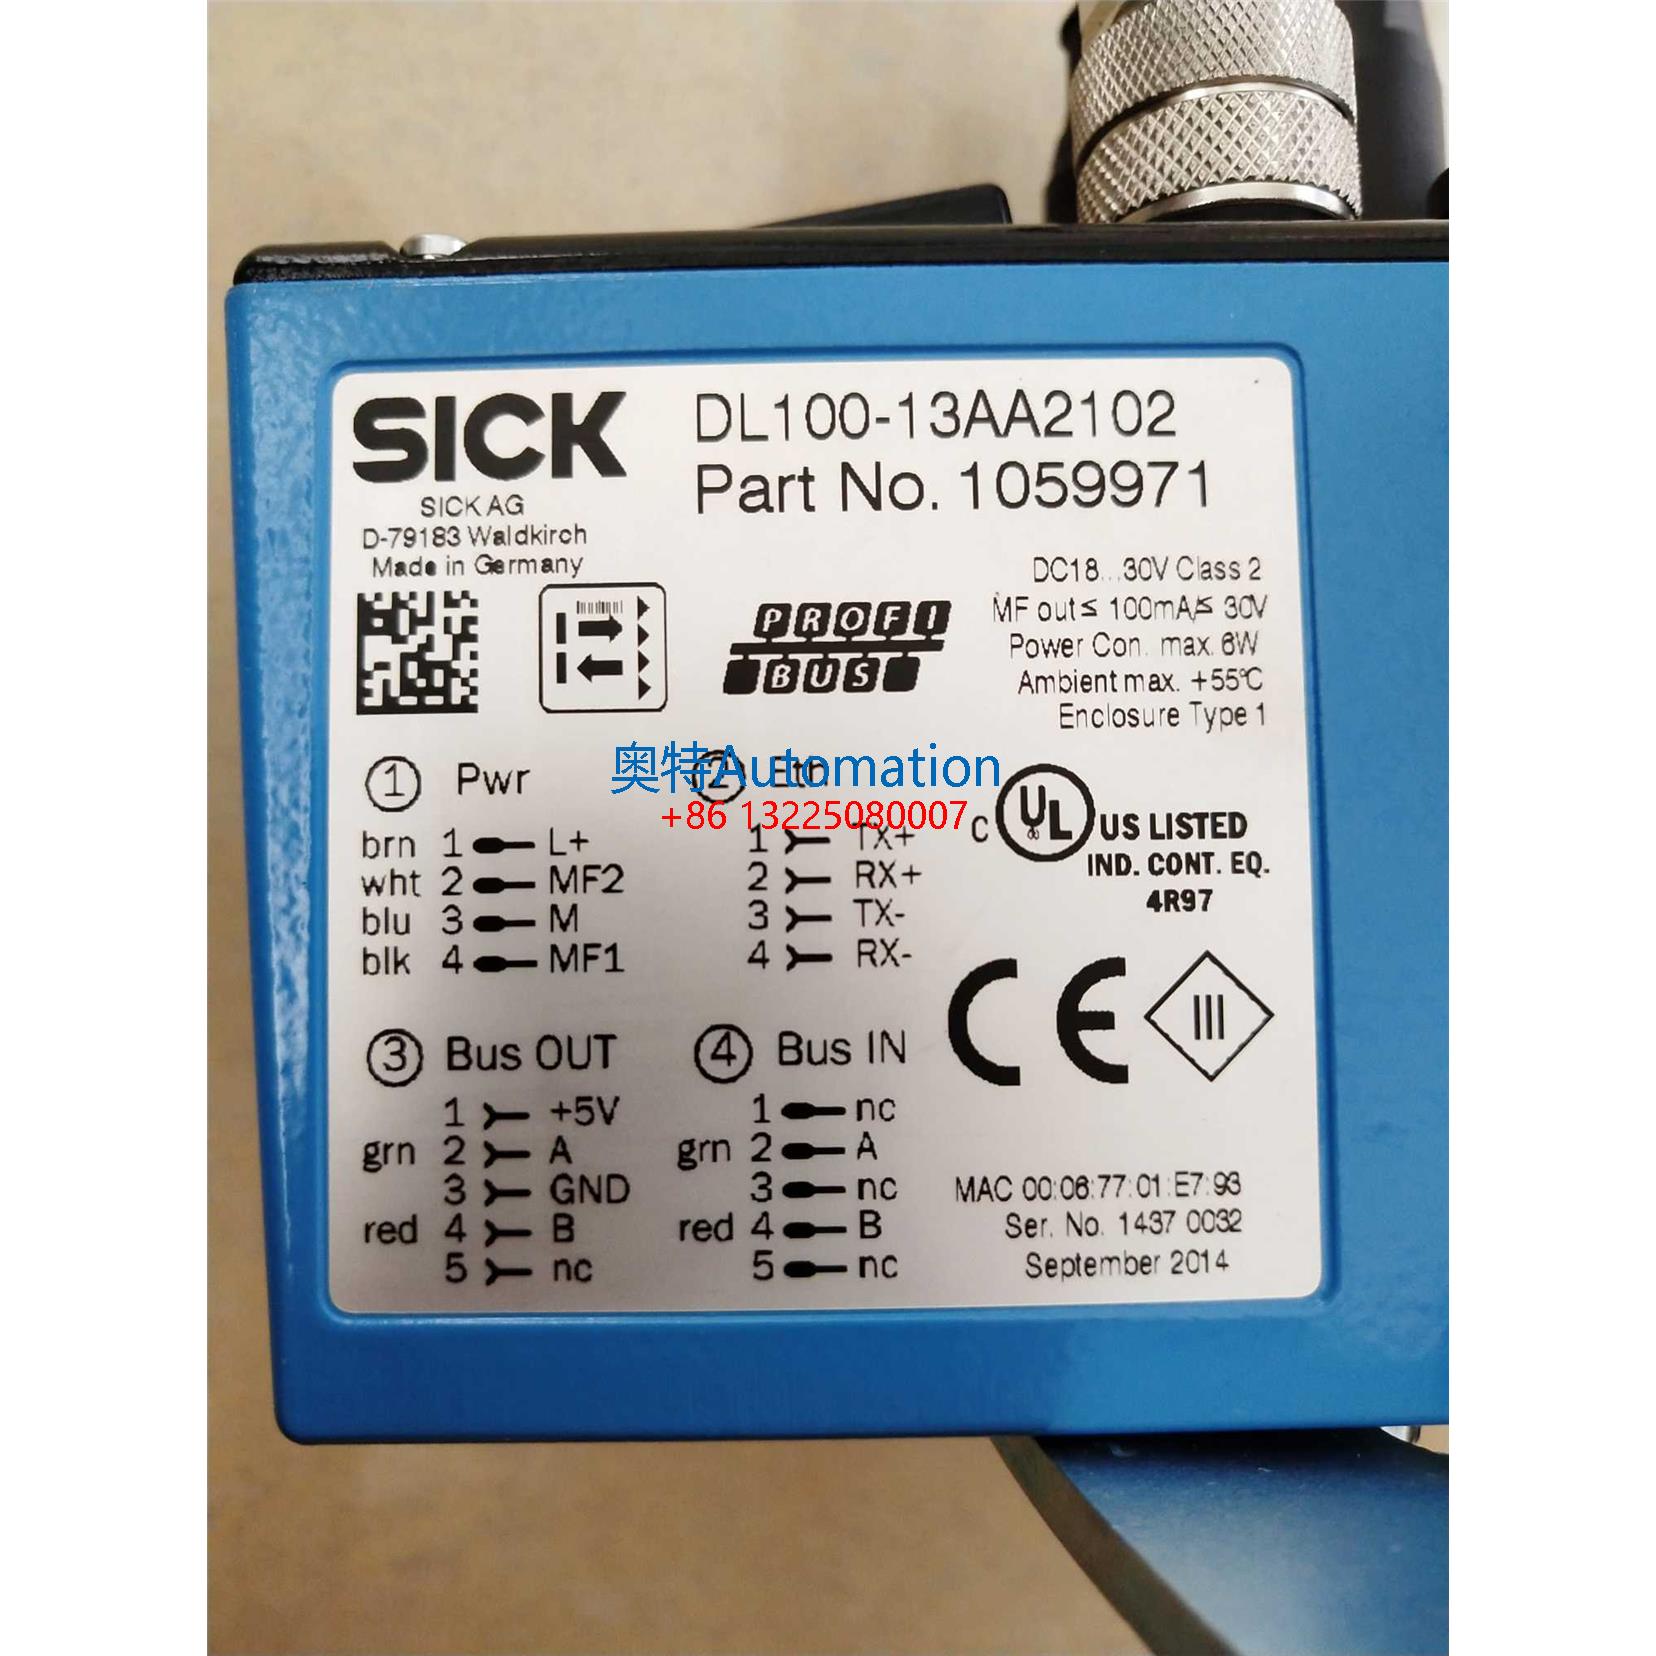 SICK
SICK AG
D-79183 Waldkirch
Made in Germany
DL100-13AA2102
Part No. 1059971
PROFI
BUS
DC18...30V Class 2
MF out ≤ 100mA/≤ 30V
Power Con. max. 6W
Ambient max. +55°C
Enclosure Type 1
奥特Automation
+86 13225080007
1 Pwr
brn 1 L+
wht 2 MF2
blu 3 M
blk 4 MF1
2 Eth
1 TX+
2 RX+
3 TX-
4 RX-
C UL US LISTED
IND. CONT. EQ.
4R97
CE
III
3 Bus OUT
1 +5V
grn 2 A
3 GND
red 4 B
5 nc
4 Bus IN
1 nc
grn 2 A
3 nc
red 4 B
5 nc
MAC 00:06:77:01:E7:93
Ser. No. 1437 0032
September 2014